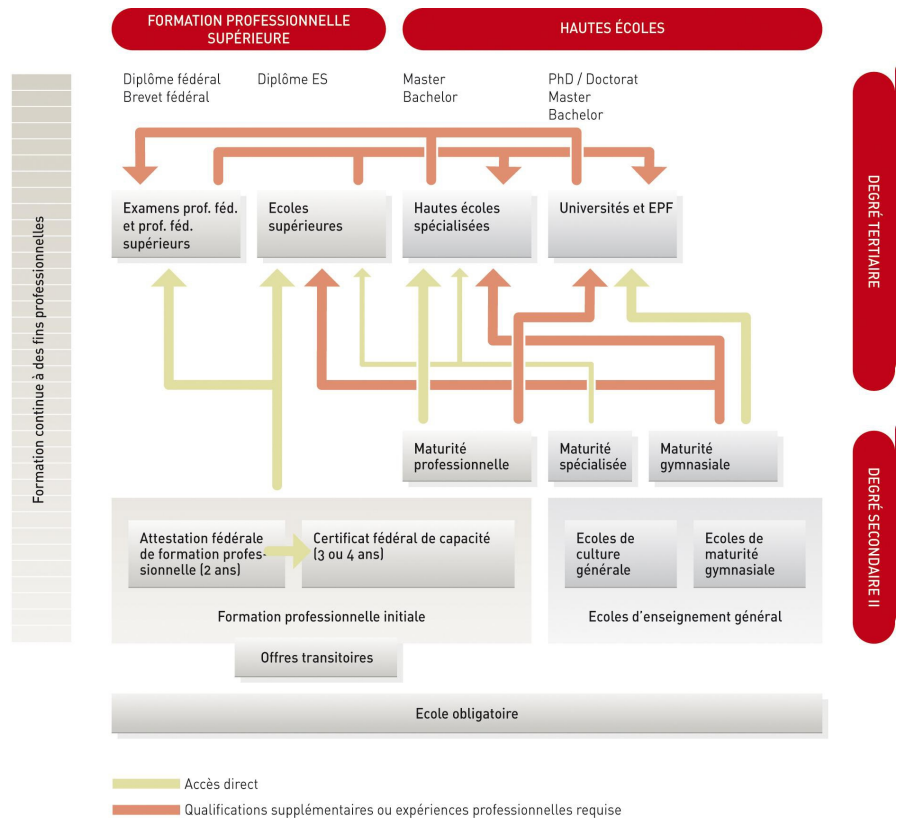 FORMATION PROFESSIONNELLE
SUPÉRIEURE
HAUTES ÉCOLES
Diplôme fédéral
Brevet fédéral
Diplôme ES
Master
Bachelor
PhD / Doctorat
Master
Bachelor
Examens prof. féd.
et prof. féd.
supérieurs
Ecoles
supérieures
Hautes écoles
spécialisées
Universités et EPF
DEGRÉ TERTIAIRE
Formation continue à des fins professionnelles
Maturité
professionnelle
Maturité
spécialisée
Maturité
gymnasiale
DEGRÉ SECONDAIRE II
Attestation fédérale
de formation profes-
sionnelle (2 ans)
Certificat fédéral de capacité
(3 ou 4 ans)
Ecoles de
culture
générale
Ecoles de
maturité
gymnasiale
Formation professionnelle initiale
Ecoles d'enseignement général
Offres transitoires
Ecole obligatoire
Accès direct
Qualifications supplémentaires ou expériences professionnelles requise